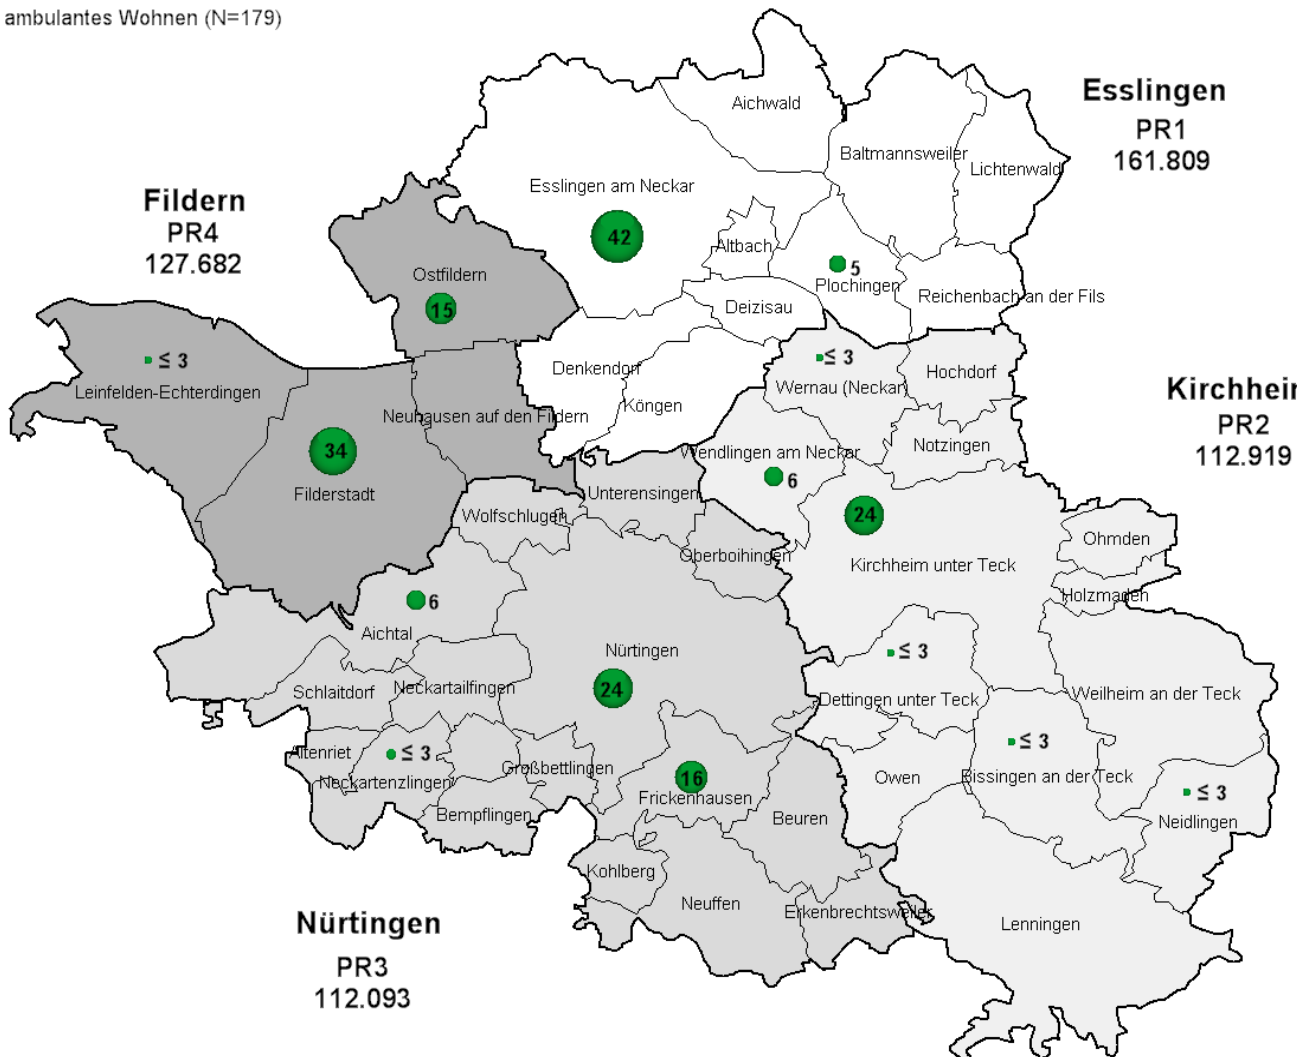 ambulantes Wohnen (N=179)
Esslingen
PR1
161.809
Fildern
PR4
127.682
Kirchhei
PR2
112.919
Nürtingen
PR3
112.093
Aichwald
Baltmannsweiler
Lichtenwald
Esslingen am Neckar
42
Altbach
5
Plochingen
Reichenbach an der Fils
Deizisau
Ostfildern
15
≤ 3
Leinfelden-Echterdingen
Denkendorf
Köngen
Neuhausen auf den Fildern
34
Filderstadt
≤ 3
Wernau (Neckar)
Hochdorf
Notzingen
Wendlingen am Neckar
6
24
Kirchheim unter Teck
Ohmden
Holzmaden
Unterensingen
Wolfschlugen
Oberboihingen
6
Aichtal
Nürtingen
24
≤ 3
Dettingen unter Teck
Weilheim an der Teck
Schlaitdorf
Neckartailfingen
Altenriet
≤ 3
Neckartenzlingen
Großbettlingen
Bempflingen
16
Frickenhausen
Beuren
Owen
≤ 3
Bissingen an der Teck
≤ 3
Neidlingen
Kohlberg
Neuffen
Erkenbrechtsweiler
Lenningen